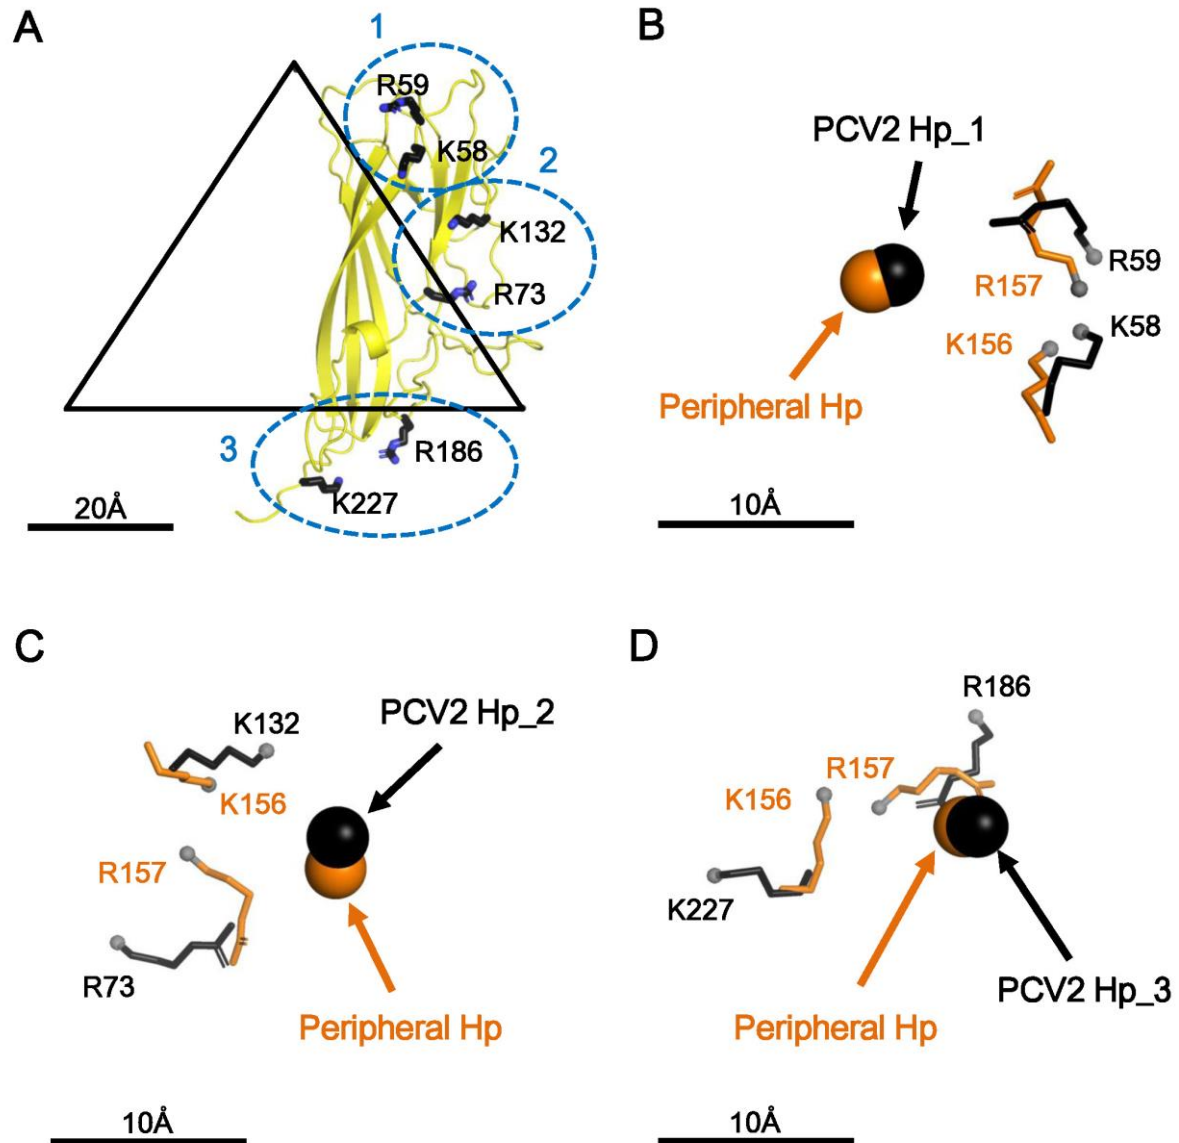 A
1
R59
K58
2
K132
R73
3
R186
K227
20Å
B
PCV2 Hp_1
R59
R157
K58
K156
Peripheral Hp
10Å
C
K132
PCV2 Hp_2
K156
R157
R73
Peripheral Hp
10Å
D
R186
R157
K156
K227
PCV2 Hp_3
Peripheral Hp
10Å